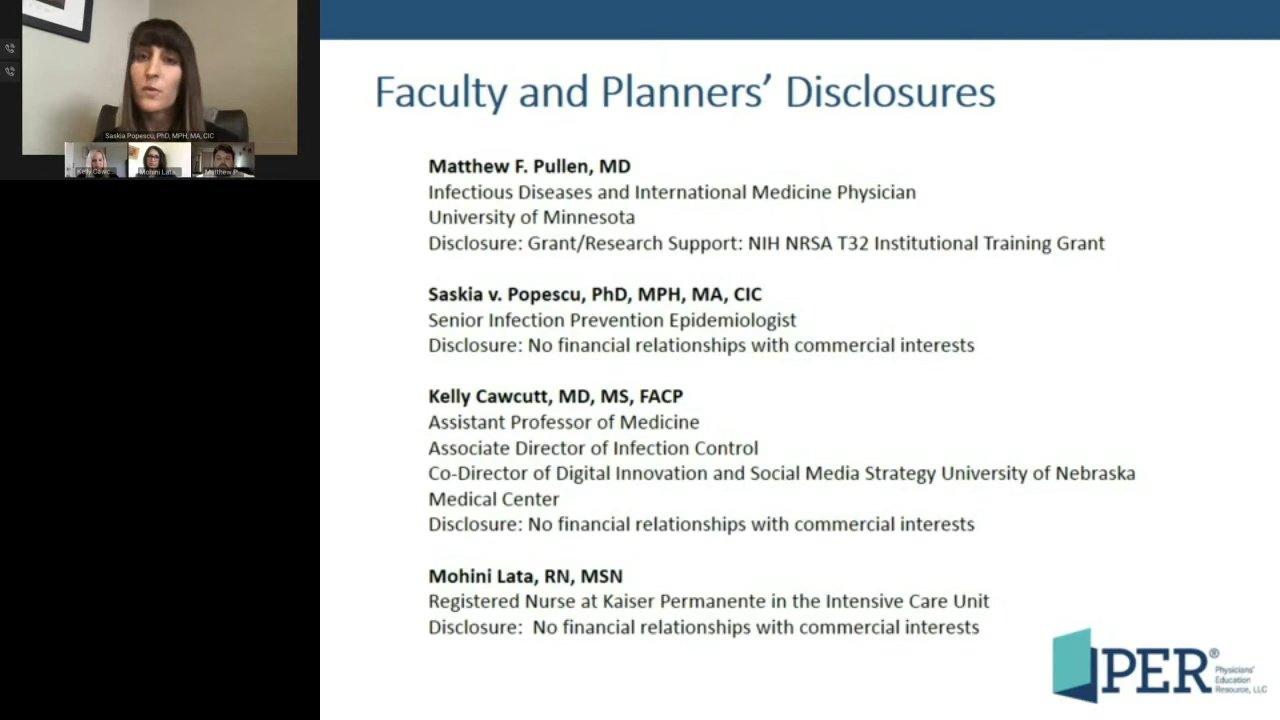 Saskia Popescu, PhD, MPH, MA, CIC
Kelly Cawc...
Mohini Lata,
Matthew P...
Faculty and Planners' Disclosures
Matthew F. Pullen, MD
Infectious Diseases and International Medicine Physician
University of Minnesota
Disclosure: Grant/Research Support: NIH NRSA T32 Institutional Training Grant
Saskia v. Popescu, PhD, MPH, MA, CIC
Senior Infection Prevention Epidemiologist
Disclosure: No financial relationships with commercial interests
Kelly Cawcutt, MD, MS, FACP
Assistant Professor of Medicine
Associate Director of Infection Control
Co-Director of Digital Innovation and Social Media Strategy University of Nebraska
Medical Center
Disclosure: No financial relationships with commercial interests
Mohini Lata, RN, MSN
Registered Nurse at Kaiser Permanente in the Intensive Care Unit
Disclosure:  No financial relationships with commercial interests
PER®
Physicians'
Education
Resource, LLC